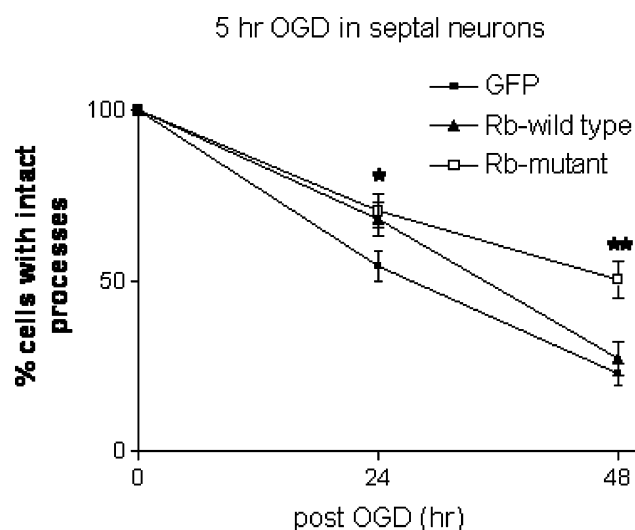 5 hr OGD in septal neurons
GFP
Rb-wild type
Rb-mutant
% cells with intact
processes
100
50
0
0
24
48
post OGD (hr)